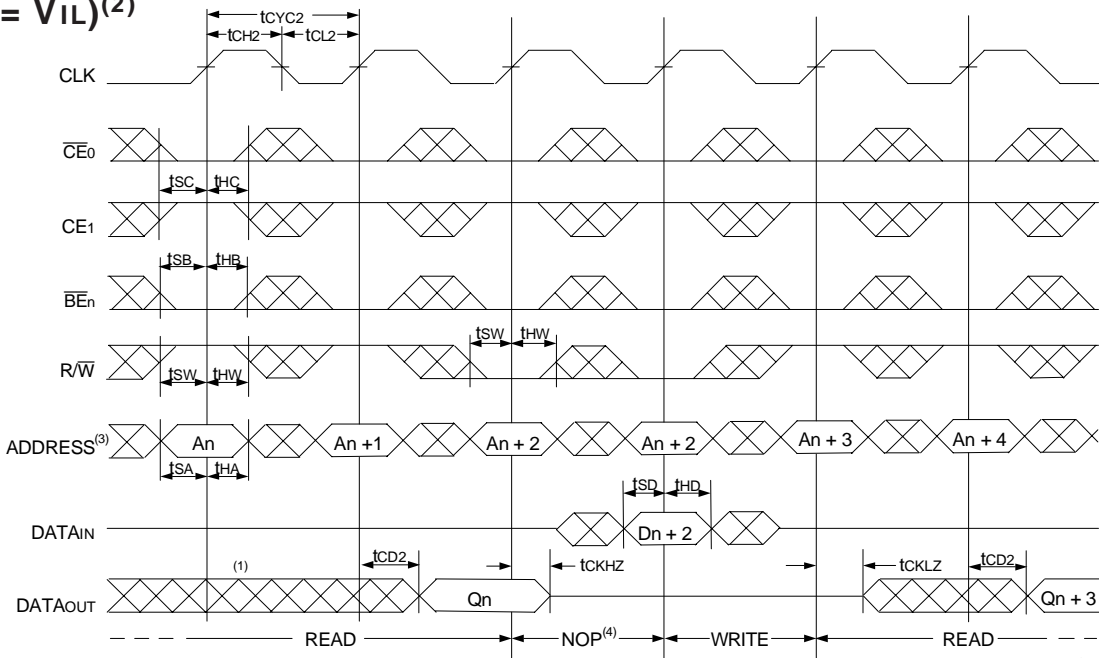 = VIL)(2)
tCYC2
tCH2 tCL2
CLK
CE0
tSC tHC
CE1
tSB tHB
BEn
tSW tHW
R/W
tSW tHW
ADDRESS(3) An An +1 An + 2 An + 2 An + 3 An + 4
tSA tHA
tSD tHD
DATAIN Dn + 2
(1) tCD2 tCKHZ tCKLZ tCD2
DATAOUT Qn Qn + 3
READ NOP(4) WRITE READ